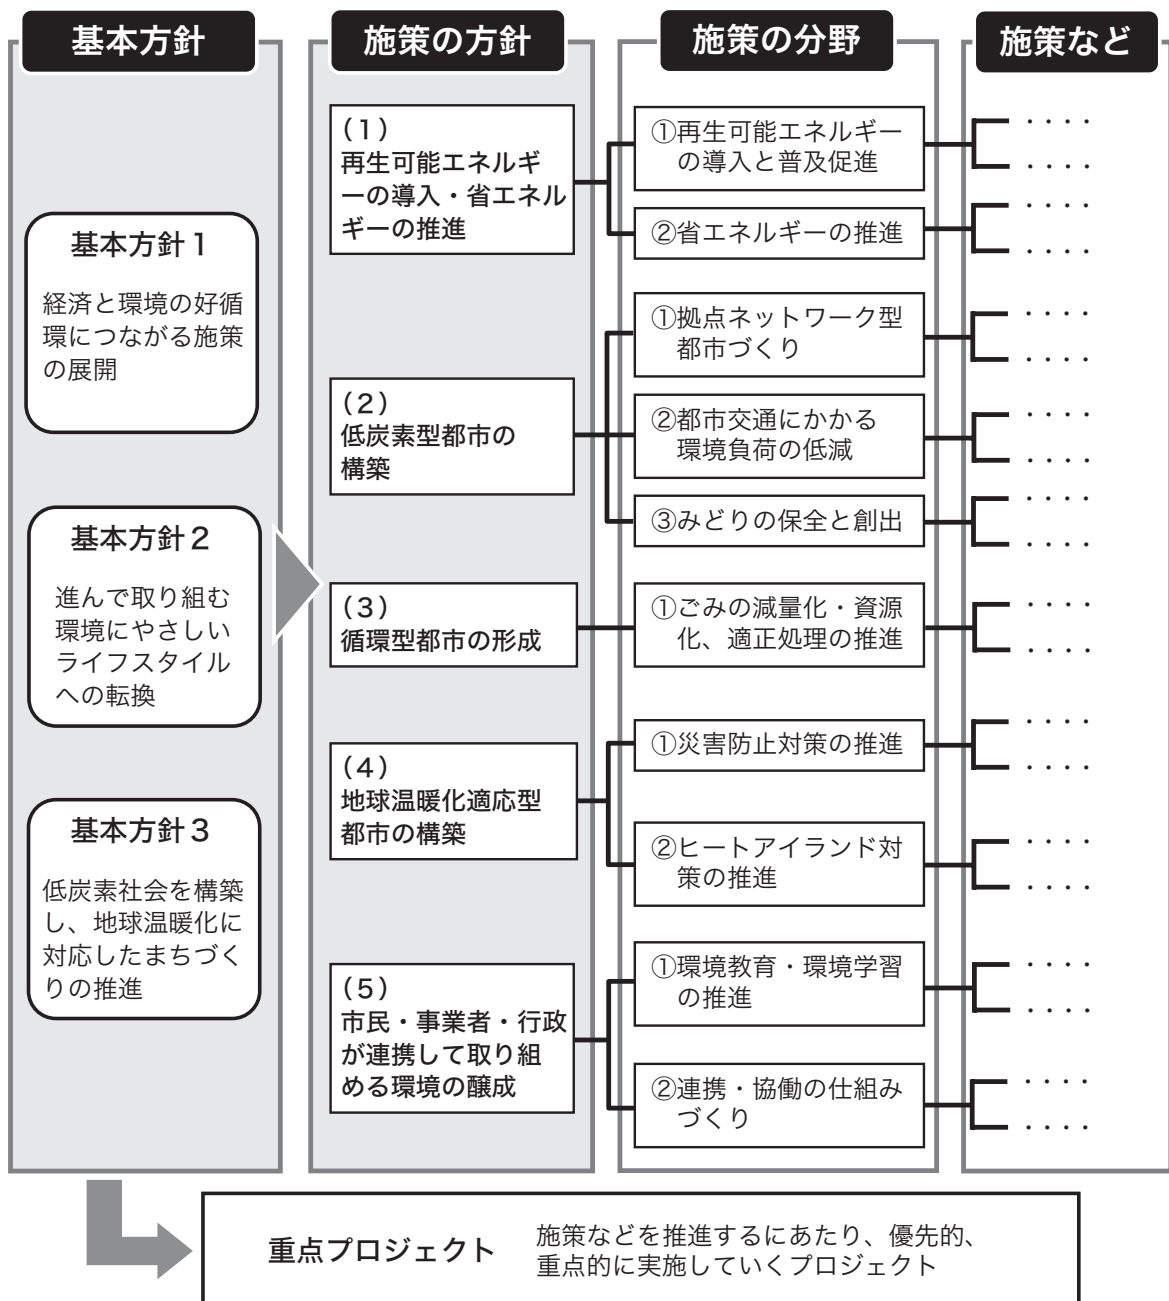 基本方針
施策の方針
施策の分野
施策など
基本方針1
経済と環境の好循
環につながる施策
の展開
基本方針2
進んで取り組む
環境にやさしい
ライフスタイル
への転換
基本方針3
低炭素社会を構築
し、地球温暖化に
対応したまちづく
りの推進
(1)
再生可能エネルギ
ーの導入・省エネル
ギーの推進
①再生可能エネルギー
の導入と普及促進
・・・・
・・・・
②省エネルギーの推進
・・・・
・・・・
(2)
低炭素型都市の
構築
①拠点ネットワーク型
都市づくり
・・・・
・・・・
②都市交通にかかる
環境負荷の低減
・・・・
・・・・
③みどりの保全と創出
・・・・
・・・・
(3)
循環型都市の形成
①ごみの減量化・資源
化、適正処理の推進
・・・・
・・・・
(4)
地球温暖化適応型
都市の構築
①災害防止対策の推進
・・・・
・・・・
②ヒートアイランド対
策の推進
・・・・
・・・・
(5)
市民・事業者・行政
が連携して取り組
める環境の醸成
①環境教育・環境学習
の推進
・・・・
・・・・
②連携・協働の仕組み
づくり
・・・・
・・・・
重点プロジェクト
施策などを推進するにあたり、優先的、
重点的に実施していくプロジェクト